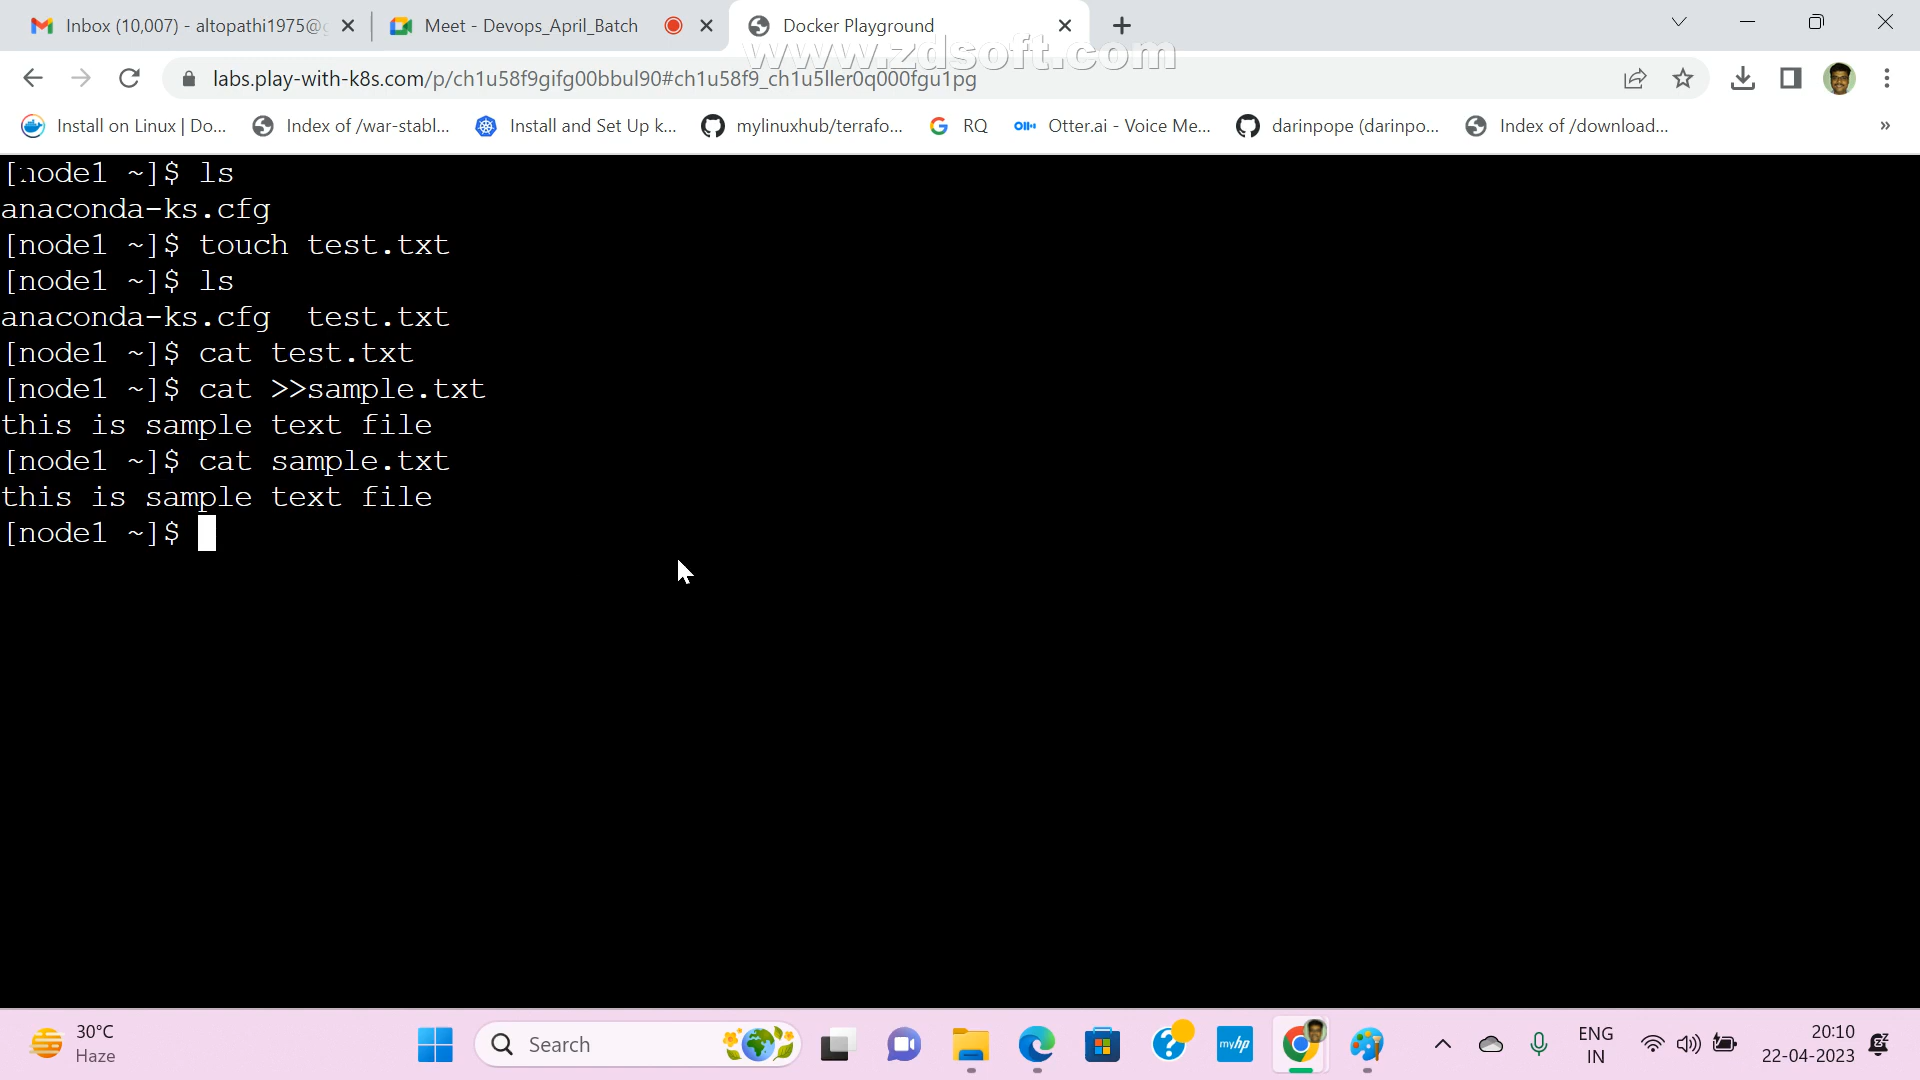 Inbox (10,007) - altopathi1975@g
Meet - Devops_April_Batch
Docker Playground
www.zdsoft.com
labs.play-with-k8s.com/p/ch1u58f9gifg00bbul90#ch1u58f9_ch1u5ller0q000fgu1pg
Install on Linux | Do...
Index of /war-stabl...
Install and Set Up k...
mylinuxhub/terrafo...
RQ
Otter.ai - Voice Me...
darinpope (darinpo...
Index of /download...
»
[node1 ~]$ ls
anaconda-ks.cfg
[node1 ~]$ touch test.txt
[node1 ~]$ ls
anaconda-ks.cfg  test.txt
[node1 ~]$ cat test.txt
[node1 ~]$ cat >>sample.txt
this is sample text file
[node1 ~]$ cat sample.txt
this is sample text file
[node1 ~]$
30°C
Haze
Search
myhp
ENG
IN
20:10
22-04-2023